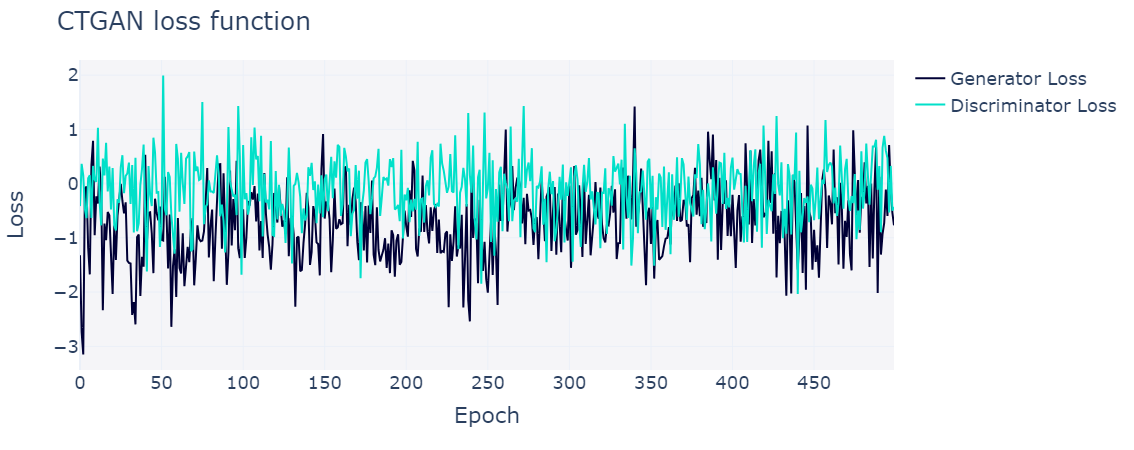 CTGAN loss function
Loss
2
1
0
−1
−2
−3
0 50 100 150 200 250 300 350 400 450
Epoch
Generator Loss
Discriminator Loss